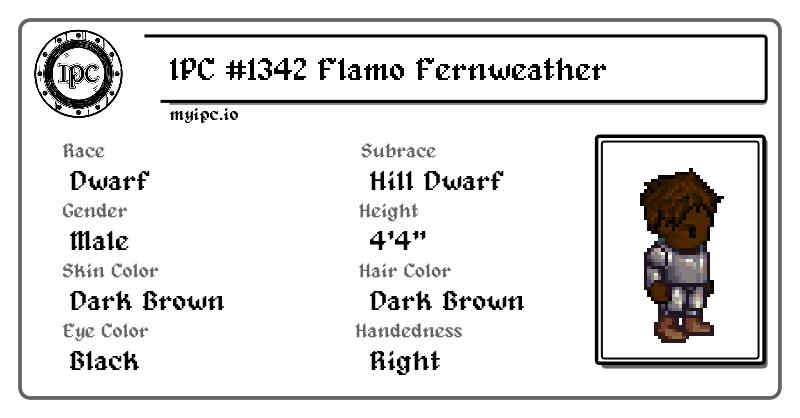 IPC
IPC #1342 Flamo Fernweather
myipc.io
Race
Dwarf
Subrace
Hill Dwarf
Gender
Male
Height
4'4"
Skin Color
Dark Brown
Hair Color
Dark Brown
Eye Color
Black
Handedness
Right